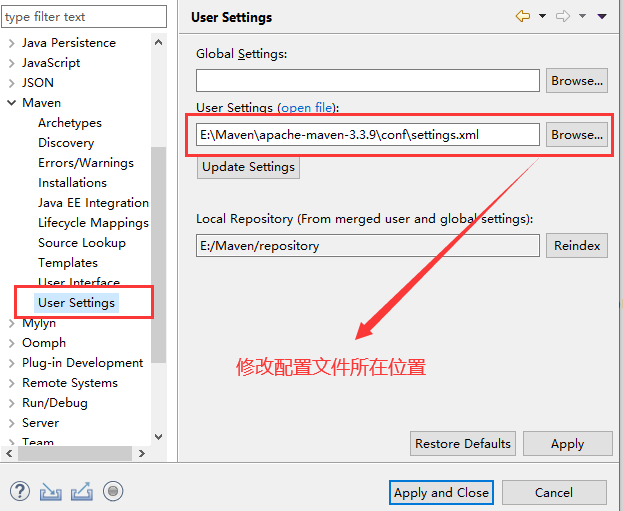 type filter text
Java Persistence
JavaScript
JSON
Maven
Archetypes
Discovery
Errors/Warnings
Installations
Java EE Integration
Lifecycle Mappings
Source Lookup
Templates
User Interface
User Settings
Mylyn
Oomph
Plug-in Development
Remote Systems
Run/Debug
Server
Team
User Settings
Global Settings:
Browse...
User Settings (open file):
E:\Maven\apache-maven-3.3.9\conf\settings.xml
Browse...
Update Settings
Local Repository (From merged user and global settings):
E:/Maven/repository
Reindex
修改配置文件所在位置
Restore Defaults
Apply
Apply and Close
Cancel